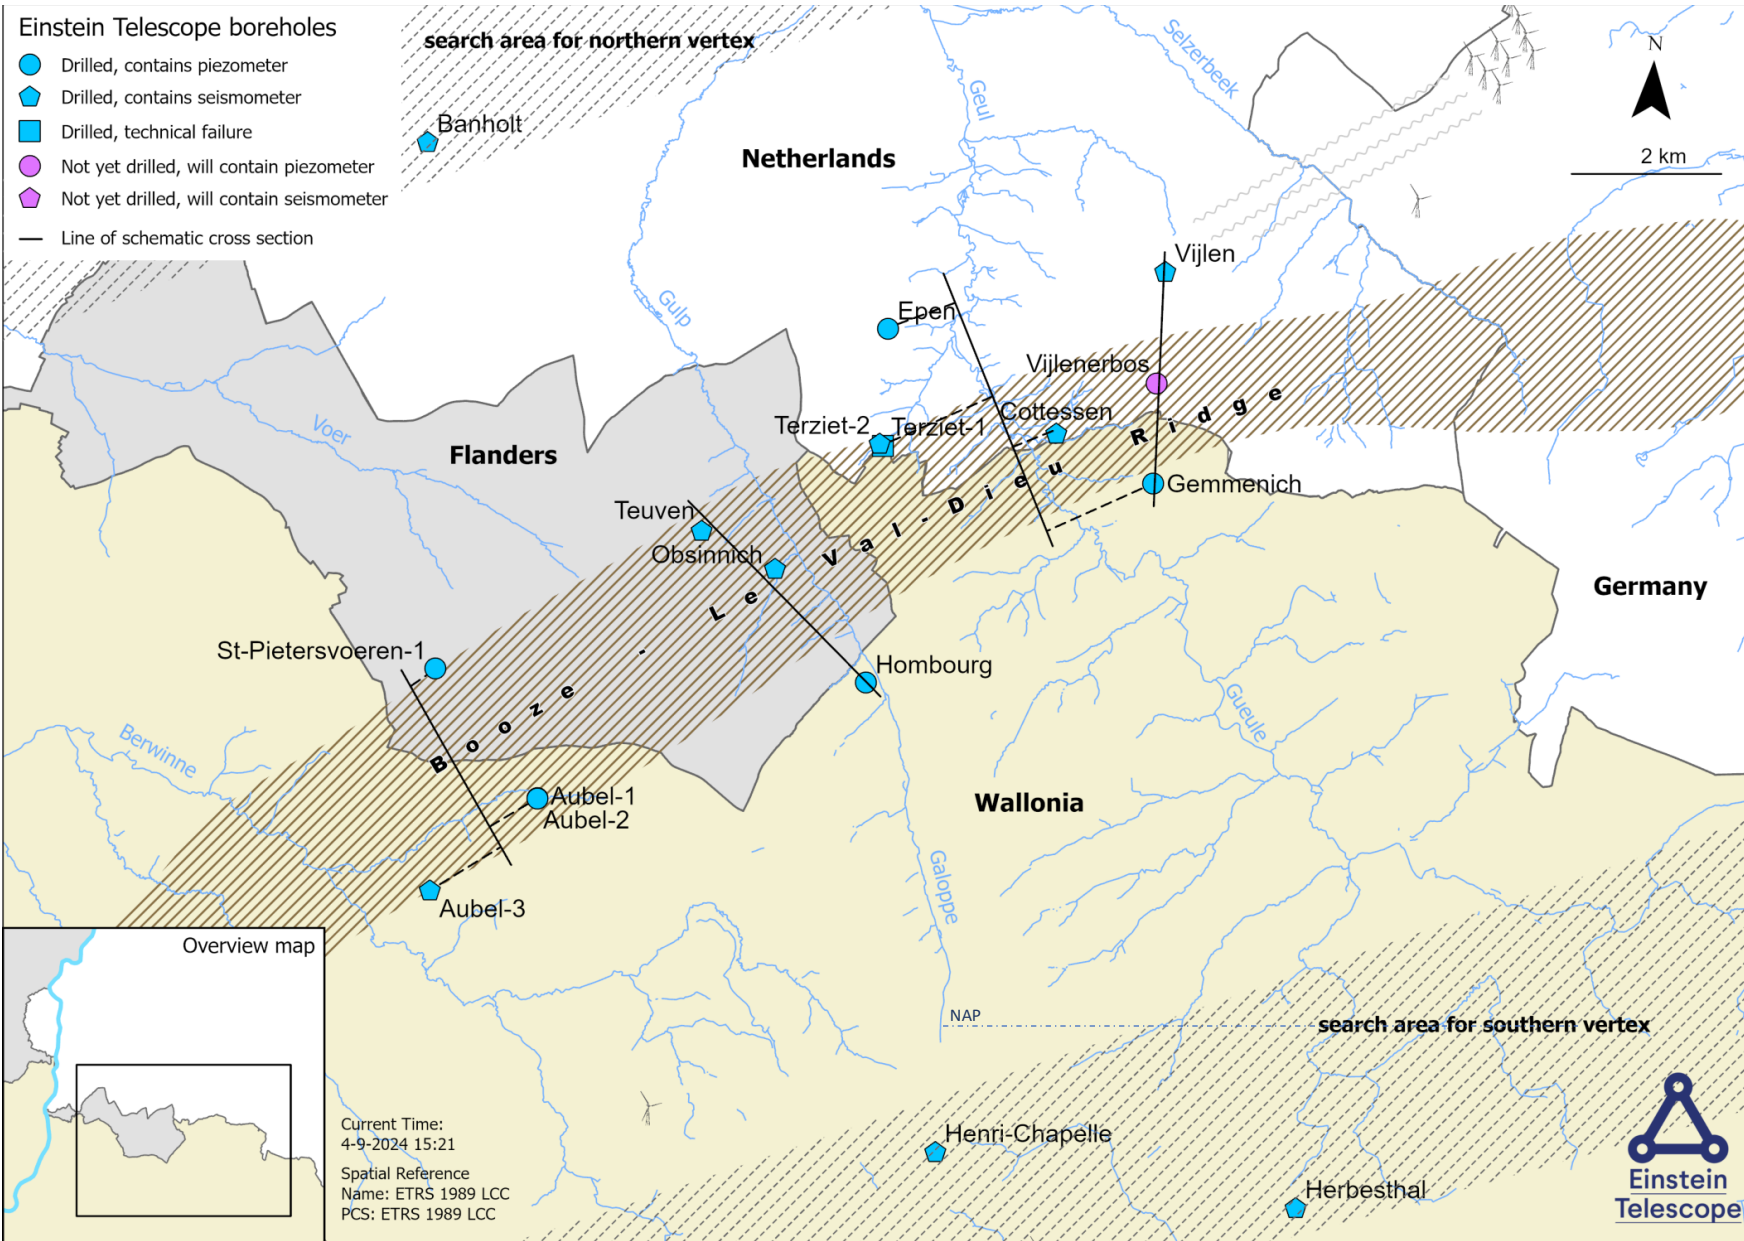 Einstein Telescope boreholes
Drilled, contains piezometer
Drilled, contains seismometer
Drilled, technical failure
Not yet drilled, will contain piezometer
Not yet drilled, will contain seismometer
Line of schematic cross section
search area for northern vertex
Banholt
Netherlands
Geul
Selzerbeek
N
2 km
Vijlen
Gulp
Epen
Vijlenerbos
Voer
Flanders
Terziet-2
Terziet-1
Cottessen
Teuven
Obsinnich
Gemmenich
Booze - Le Val-Dieu Ridge
Germany
St-Pietersvoeren-1
Hombourg
Berwinne
Gueule
Aubel-1
Aubel-2
Wallonia
Aubel-3
Galoppe
Overview map
NAP
search area for southern vertex
Current Time:
4-9-2024 15:21
Spatial Reference
Name: ETRS 1989 LCC
PCS: ETRS 1989 LCC
Henri-Chapelle
Herbesthal
Einstein
Telescope